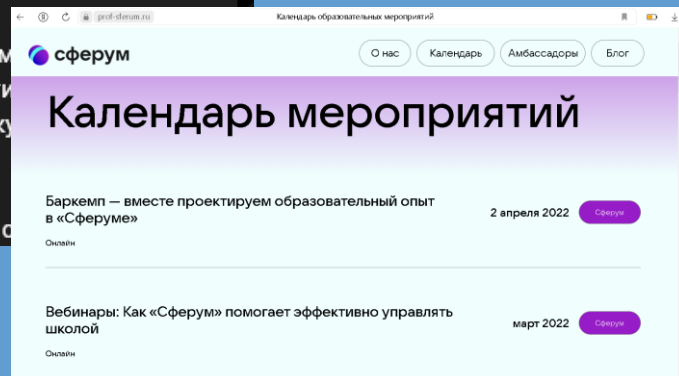 prof-sferum.ru
Календарь образовательных мероприятий
сферум
О нас
Календарь
Амбассадоры
Блог
Календарь мероприятий
Баркемп — вместе проектируем образовательный опыт
в «Сферуме»
2 апреля 2022
Сферум
Онлайн
Вебинары: Как «Сферум» помогает эффективно управлять
школой
март 2022
Сферум
Онлайн